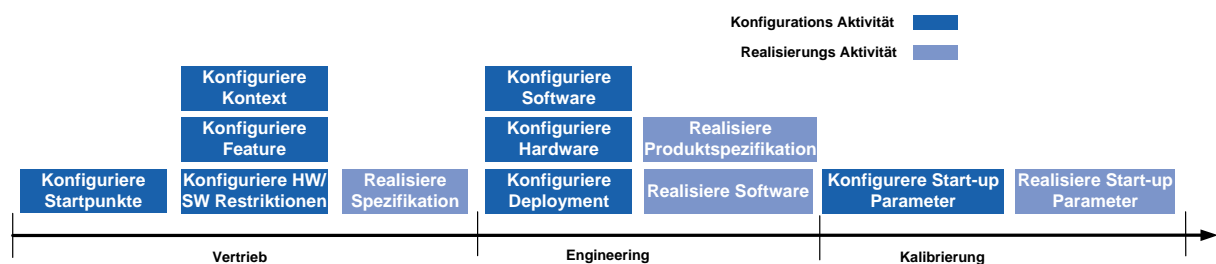 Konfigurations Aktivität
Realisierungs Aktivität
Konfiguriere
Kontext
Konfiguriere
Software
Konfiguriere
Feature
Konfiguriere
Hardware
Realisiere
Produktspezifikation
Konfiguriere
Startpunkte
Konfiguriere HW/
SW Restriktionen
Realisiere
Spezifikation
Konfiguriere
Deployment
Realisiere Software
Konfigurere Start-up
Parameter
Realisiere Start-up
Parameter
Vertrieb
Engineering
Kalibrierung